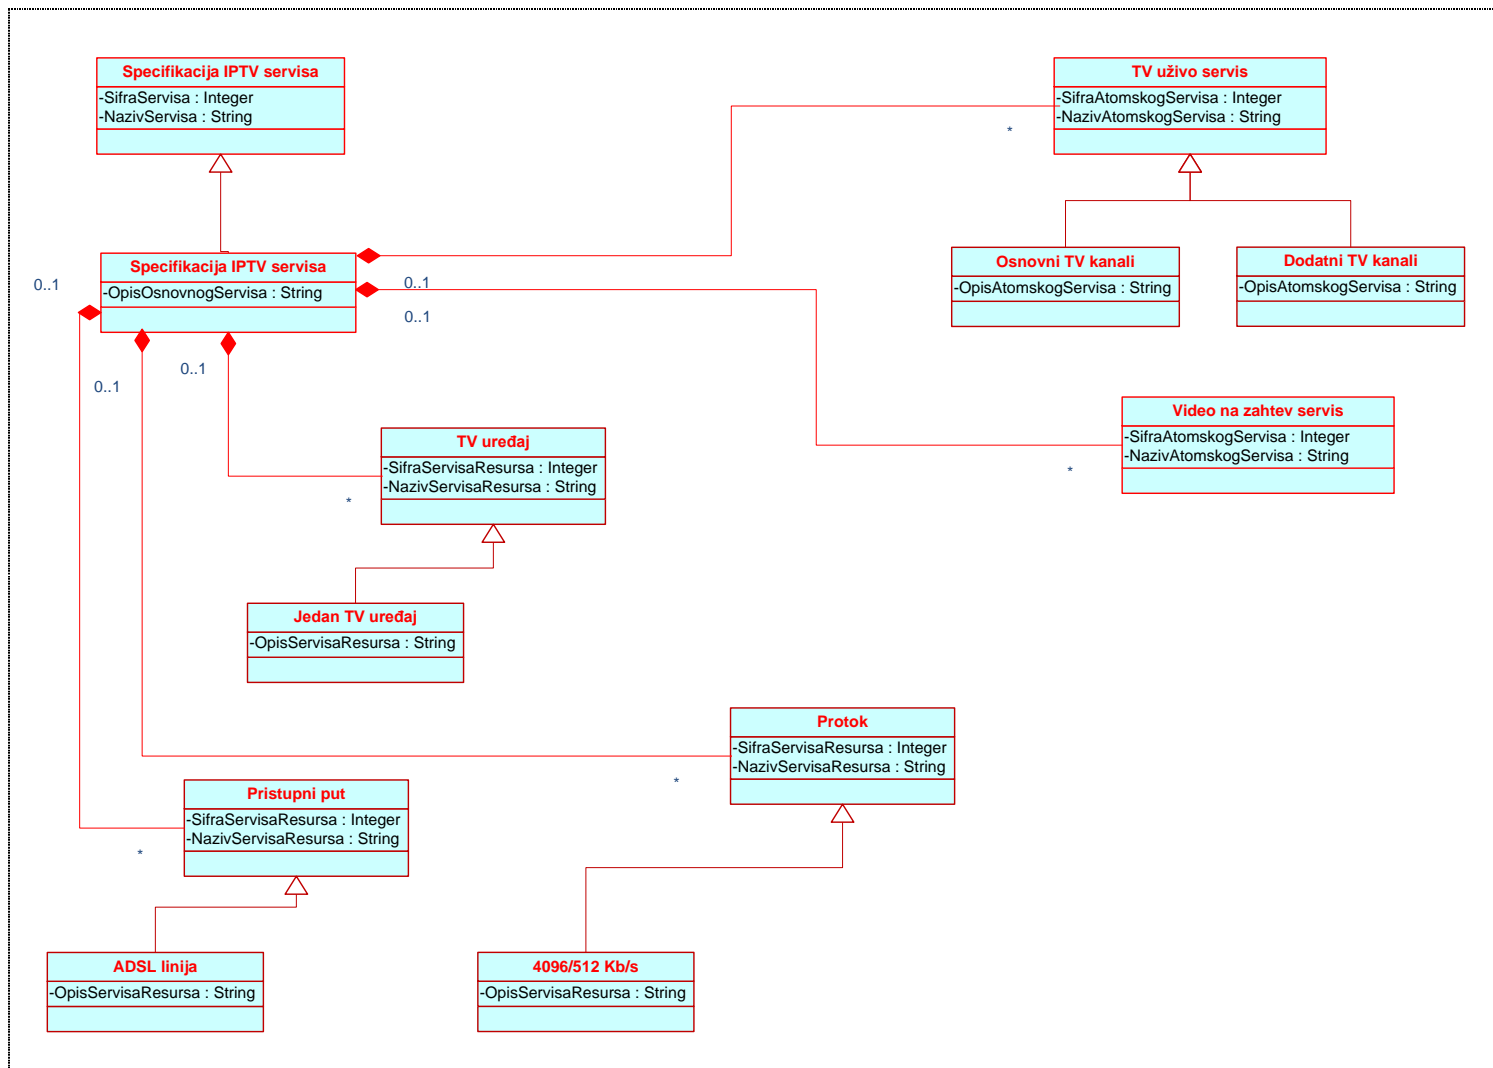 Specifikacija IPTV servisa
-SifraServisa : Integer
-NazivServisa : String
TV uživo servis
-SifraAtomskogServisa : Integer
-NazivAtomskogServisa : String
*
Specifikacija IPTV servisa
-OpisOsnovnogServisa : String
0..1
0..1
0..1
0..1
0..1
Osnovni TV kanali
-OpisAtomskogServisa : String
Dodatni TV kanali
-OpisAtomskogServisa : String
Video na zahtev servis
-SifraAtomskogServisa : Integer
-NazivAtomskogServisa : String
*
TV uređaj
-SifraServisaResursa : Integer
-NazivServisaResursa : String
*
Jedan TV uređaj
-OpisServisaResursa : String
Protok
-SifraServisaResursa : Integer
-NazivServisaResursa : String
*
Pristupni put
-SifraServisaResursa : Integer
-NazivServisaResursa : String
*
ADSL linija
-OpisServisaResursa : String
4096/512 Kb/s
-OpisServisaResursa : String